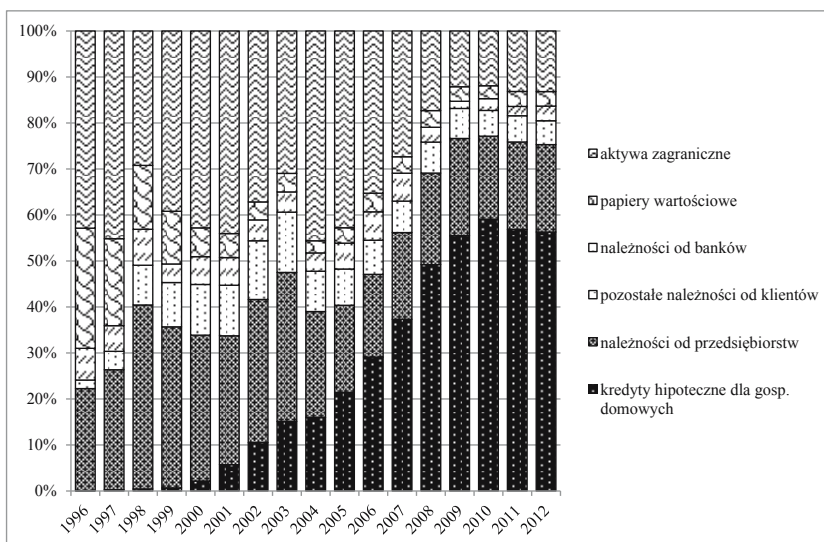 100%
90%
80%
70%
60%
50%
40%
30%
20%
10%
0%
1996 1997 1998 1999 2000 2001 2002 2003 2004 2005 2006 2007 2008 2009 2010 2011 2012
aktywa zagraniczne
papiery wartościowe
należności od banków
pozostałe należności od klientów
należności od przedsiębiorstw
kredyty hipoteczne dla gosp.
domowych